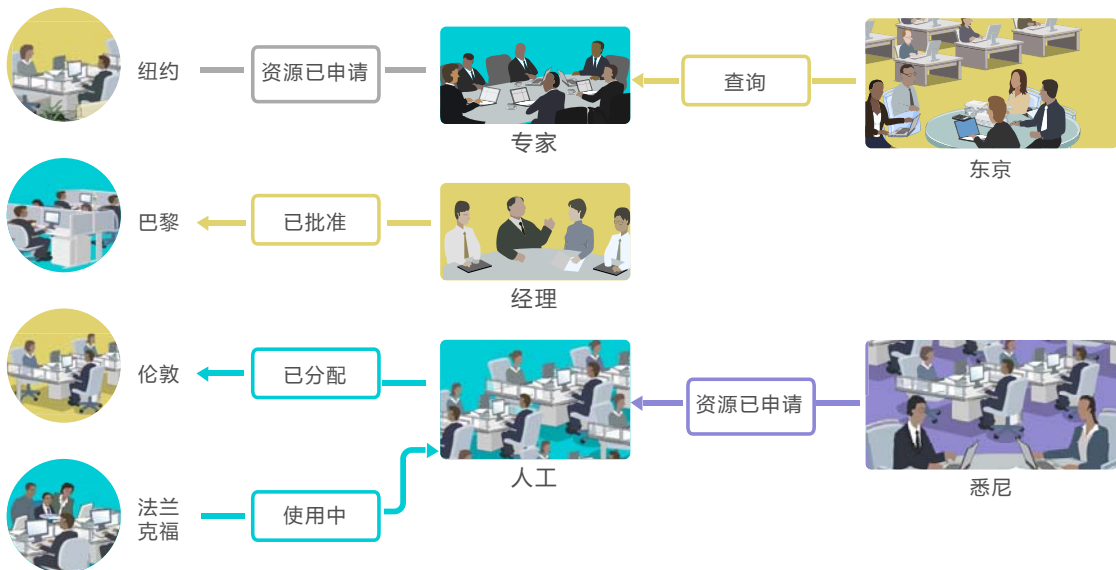 纽约
资源已申请
专家
查询
东京
巴黎
已批准
经理
伦敦
已分配
人工
资源已申请
悉尼
法兰
克福
使用中